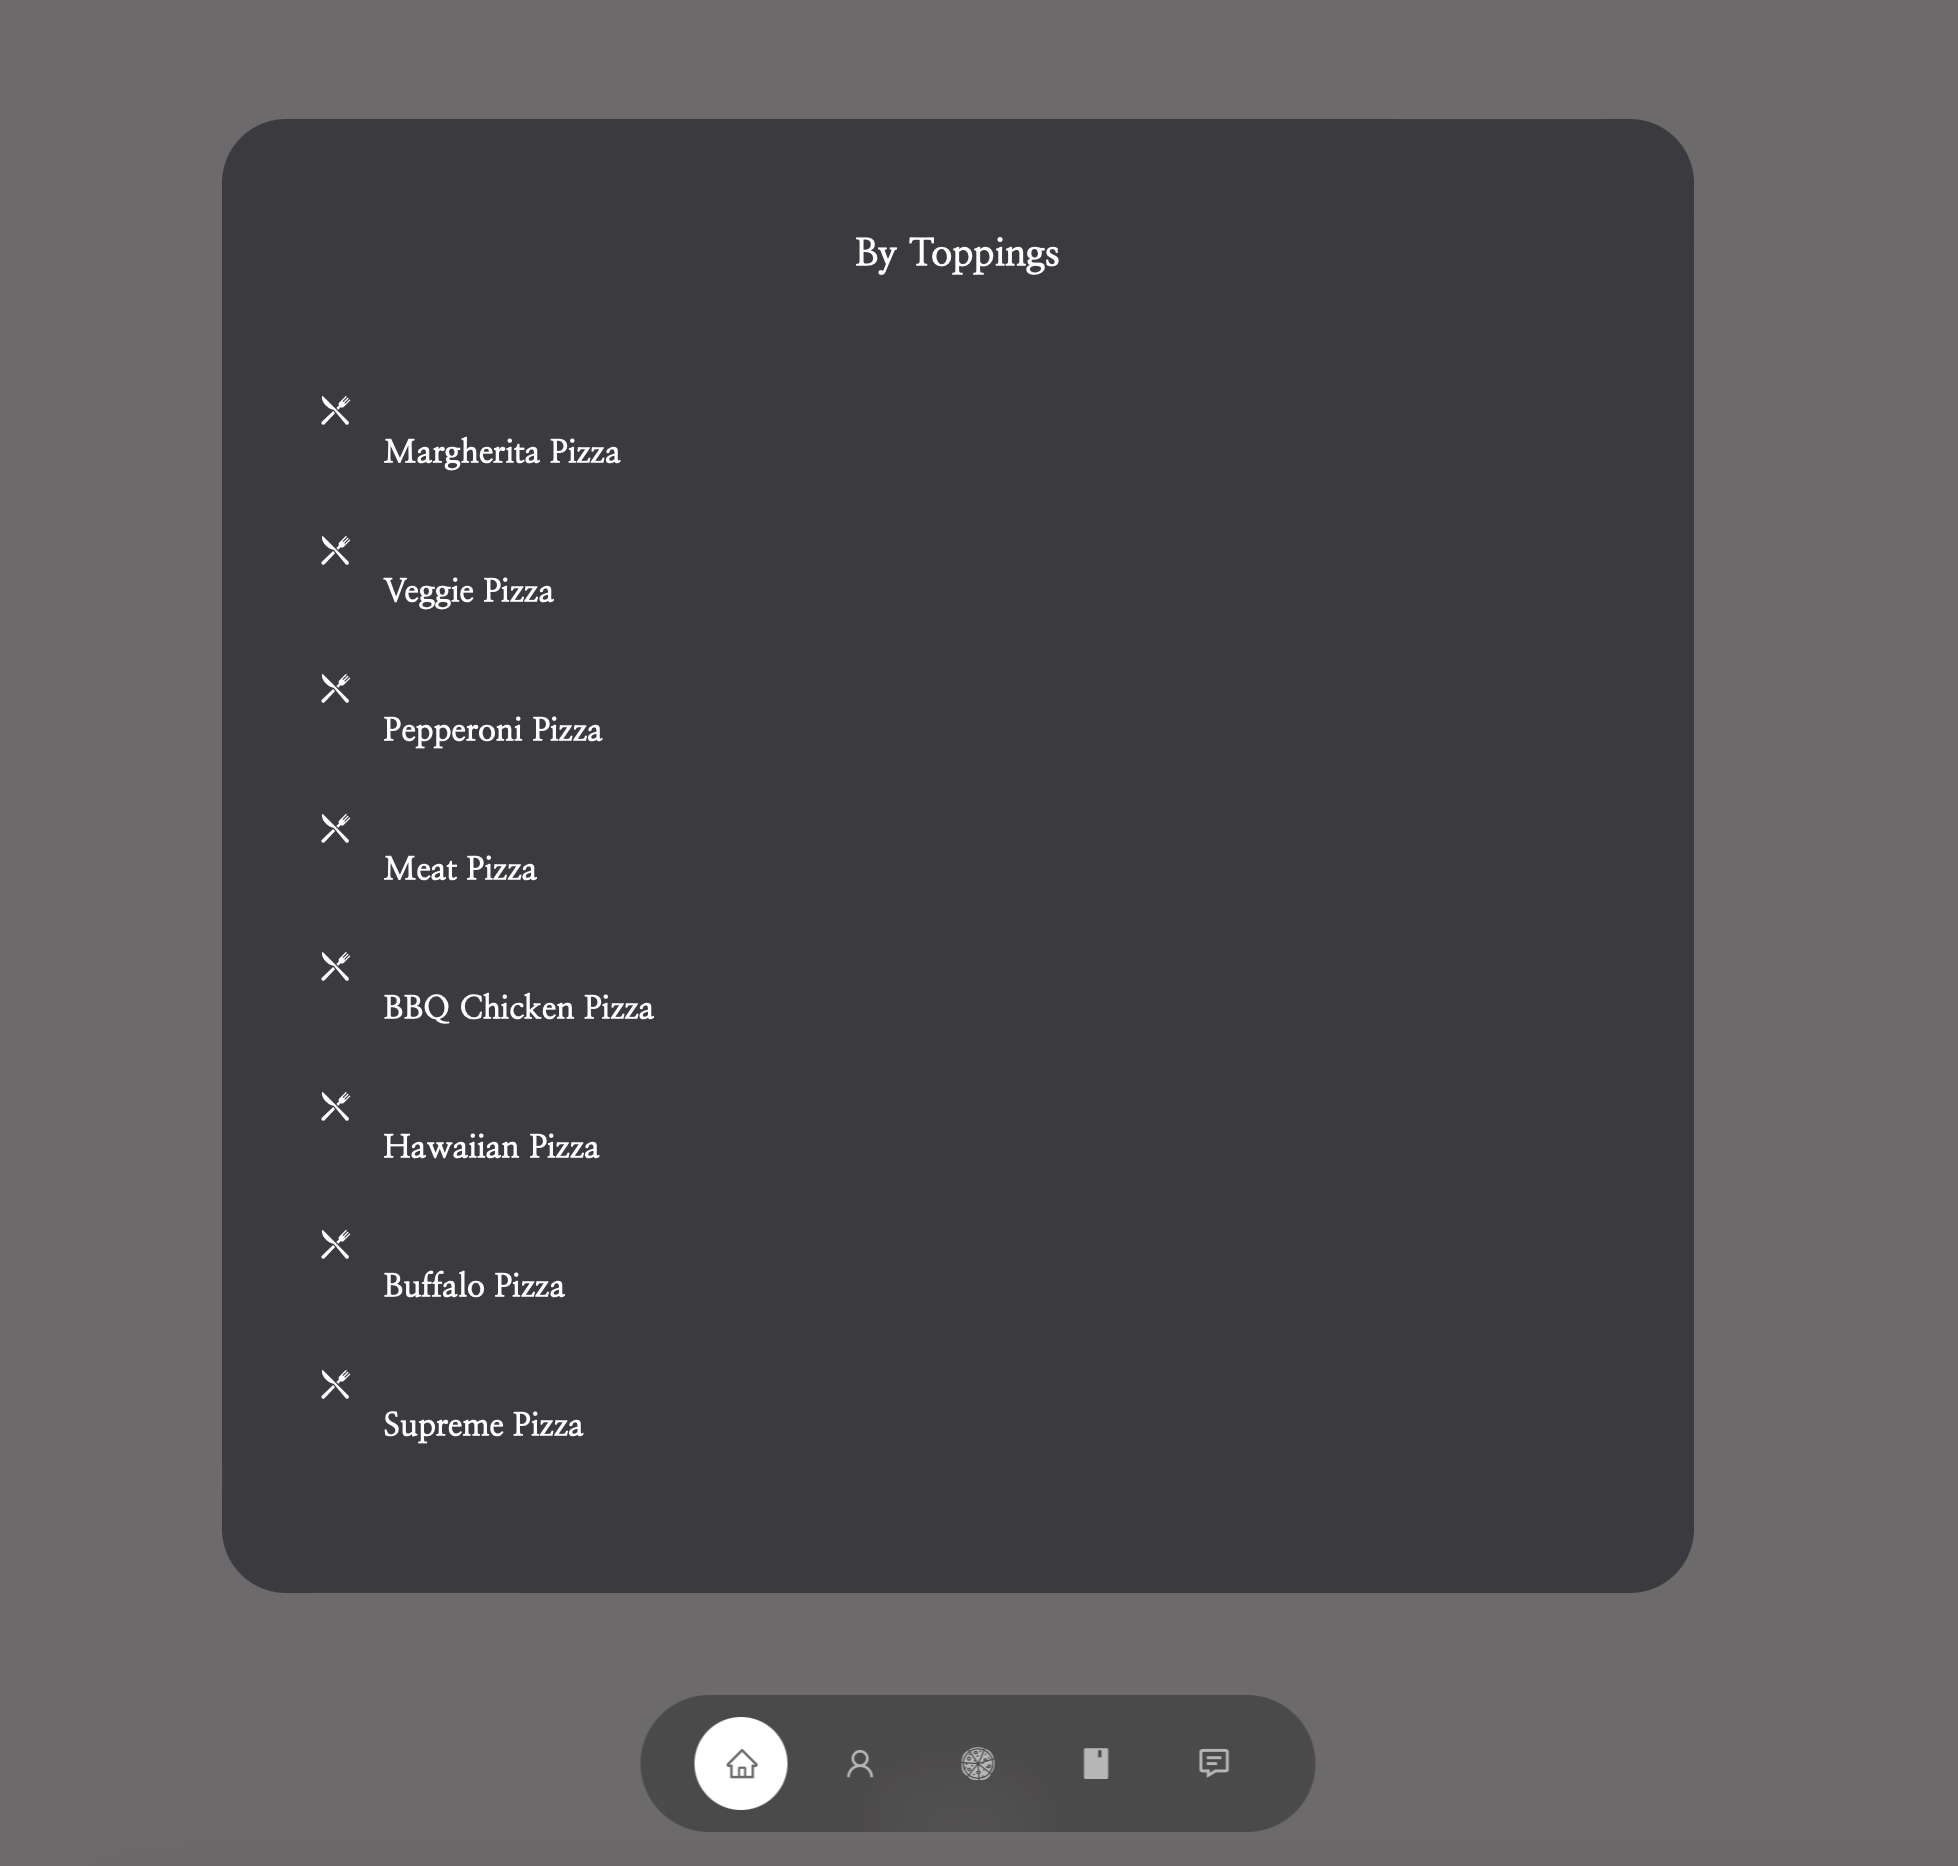 By Toppings
Margherita Pizza
Veggie Pizza
Pepperoni Pizza
Meat Pizza
BBQ Chicken Pizza
Hawaiian Pizza
Buffalo Pizza
Supreme Pizza